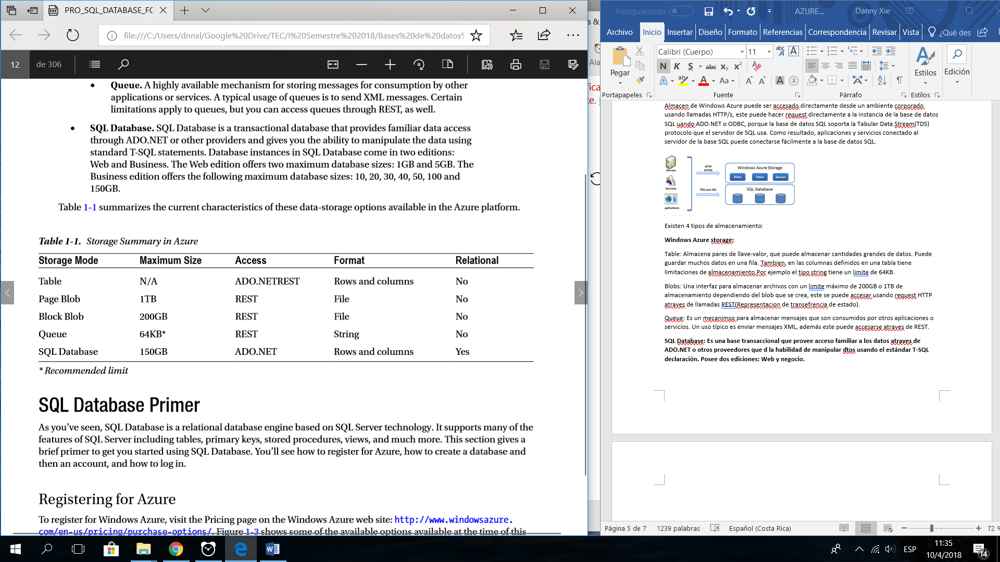 PRO_SQL_DATABASE_FC
file:///C:/Users/dnnxl/Google%20Drive/TEC/I%20Semestre%202018/Bases%20de%20datos%
12 de 306
• Queue. A highly available mechanism for storing messages for consumption by other
applications or services. A typical usage of queues is to send XML messages. Certain
limitations apply to queues, but you can access queues through REST, as well.
• SQL Database. SQL Database is a transactional database that provides familiar data access
through ADO.NET or other providers and gives you the ability to manipulate the data using
standard T-SQL statements. Database instances in SQL Database come in two editions:
Web and Business. The Web edition offers two maximum database sizes: 1GB and 5GB. The
Business edition offers the following maximum database sizes: 10, 20, 30, 40, 50, 100 and
150GB.
Table 1-1 summarizes the current characteristics of these data-storage options available in the Azure platform.
Table 1-1. Storage Summary in Azure
Storage Mode Maximum Size Access Format Relational
Table N/A ADO.NETREST Rows and columns No
Page Blob 1TB REST File No
Block Blob 200GB REST File No
Queue 64KB* REST String No
SQL Database 150GB ADO.NET Rows and columns Yes
* Recommended limit
SQL Database Primer
As you've seen, SQL Database is a relational database engine based on SQL Server technology. It supports many of the
features of SQL Server including tables, primary keys, stored procedures, views, and much more. This section gives a
brief primer to get you started using SQL Database. You'll see how to register for Azure, how to create a database and
then an account, and how to log in.
Registering for Azure
To register for Windows Azure, visit the Pricing page on the Windows Azure web site: http://www.windowsazure.
com/en-us/pricing/purchase-options/. Figure 1-3 shows some of the available options available at the time of this
s &
Ala
fica
te.
Autoguardado AZURE... Danny Xie
Archivo Inicio Insertar Diseño Formato Referencias Correspondencia Revisar Vista ¿Qué des
Pegar
Calibri (Cuerpo) 11
N K S abc x₂ x²
Aa
Estilos
Edición
Portapapeles Fuente Párrafo Estilos
Almacen de Windows Azure puede ser accesado directamente desde un ambiente corporado
usando llamadas HTTP/s, este puede hacer request directamente a la instancia de la base de datos
SQL uando ADO.NET o ODBC, porque la base de datos SQL soporta la Tabular Data Stream(TDS)
protocolo que el servidor de SQL usa. Como resultado, aplicaciones y servicios conectado al
servidor de la base SQL puede conectarse fácilmente a la base de datos SQL.
Servers
Services
pplications
HTTP
HTTPS
TDS over SSL
Windows Azure Storage
Blobs Tables Queues
SQL Database
Existen 4 tipos de almacenamiento:
Windows Azure storage:
Table: Almacena pares de llave-valor, que puede almacenar cantidades grandes de datos. Puede
guardar muchos datos en una fila. Tambien, en las columnas definidos en una tabla tiene
limitaciones de almacenamiento.Por ejemplo el tipo string tiene un limite de 64KB.
Blobs: Una interfaz para almacenar archivos con un limite máximo de 200GB o 1TB de
almacenamiento dependiendo del blob que se crea, este se puede accesar usando request HTTP
atraves de llamadas REST(Representacion de transefrencia de estado).
Queue: Es un mecanimso para almacenar mensajes que son consumidos por otros aplicaciones o
servicios. Un uso típico es enviar mensajes XML, además este puede accesarse atraves de REST.
SQL Database: Es una base transaccional que provee acceso familiar a los datos atraves de
ADO.NET o otros proveedores que d la habilidad de manipular dtos usando el estándar T-SQL
declaración. Posee dos ediciones: Web y negocio.
Página 5 de 7 1239 palabras Español (Costa Rica) 72 %
ESP
11:35
10/4/2018
14